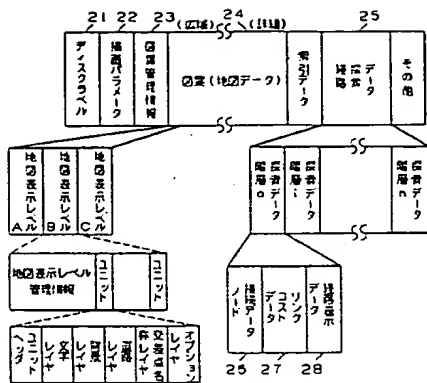 21 22 23 (広域) 24 (詳細) 25
ディスクラベル
描画パラメータ
図葉管理情報
図葉(地図データ)
索引データ
経路探索データ
その他
地図表示レベルA
地図表示レベルB
地図表示レベルC
探索データ階層0
探索データ階層i
探索データ階層n
地図表示レベル管理情報
ユニット
ユニット
ユニットヘッダ
文字レイヤ
背景レイヤ
道路レイヤ
交差点名称レイヤ
オプションレイヤ
ノード接続データ
リンクコストデータ
経路表示データ
26 27 28